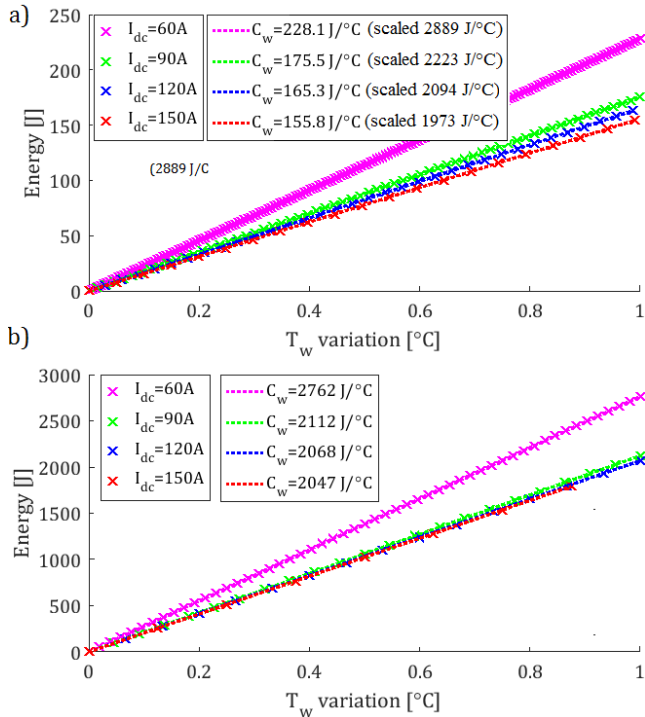 a)
I_dc=60A
I_dc=90A
I_dc=120A
I_dc=150A
C_w=228.1 J/°C (scaled 2889 J/°C)
C_w=175.5 J/°C (scaled 2223 J/°C)
C_w=165.3 J/°C (scaled 2094 J/°C)
C_w=155.8 J/°C (scaled 1973 J/°C)
(2889 J/C
Energy [J]
250
200
150
100
50
0
0 0.2 0.4 0.6 0.8 1
T_w variation [°C]
b)
I_dc=60A
I_dc=90A
I_dc=120A
I_dc=150A
C_w=2762 J/°C
C_w=2112 J/°C
C_w=2068 J/°C
C_w=2047 J/°C
Energy [J]
3000
2500
2000
1500
1000
500
0
0 0.2 0.4 0.6 0.8 1
T_w variation [°C]